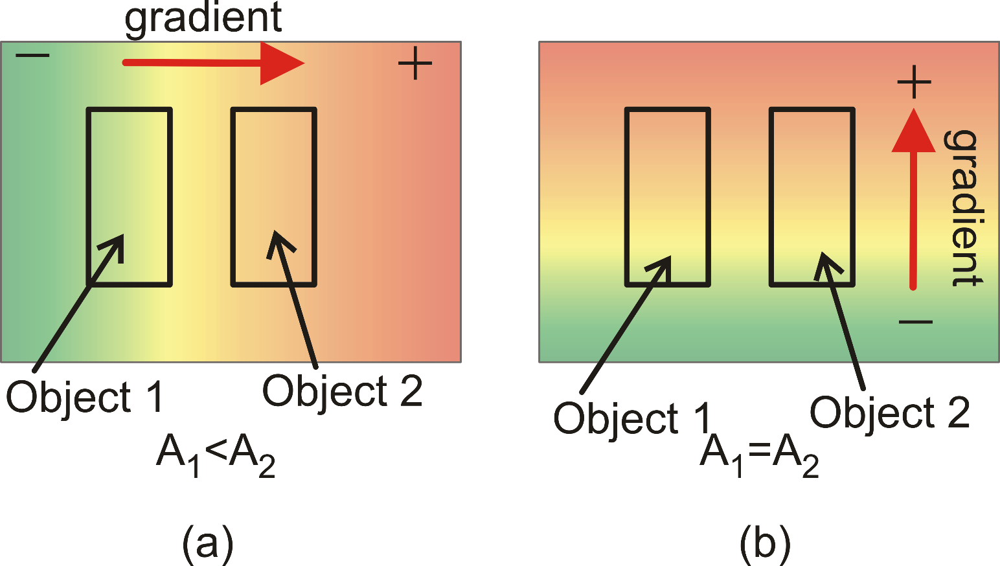 gradient
− +
Object 1
Object 2
A₁<A₂
(a)
+
gradient
−
Object 1
Object 2
A₁=A₂
(b)